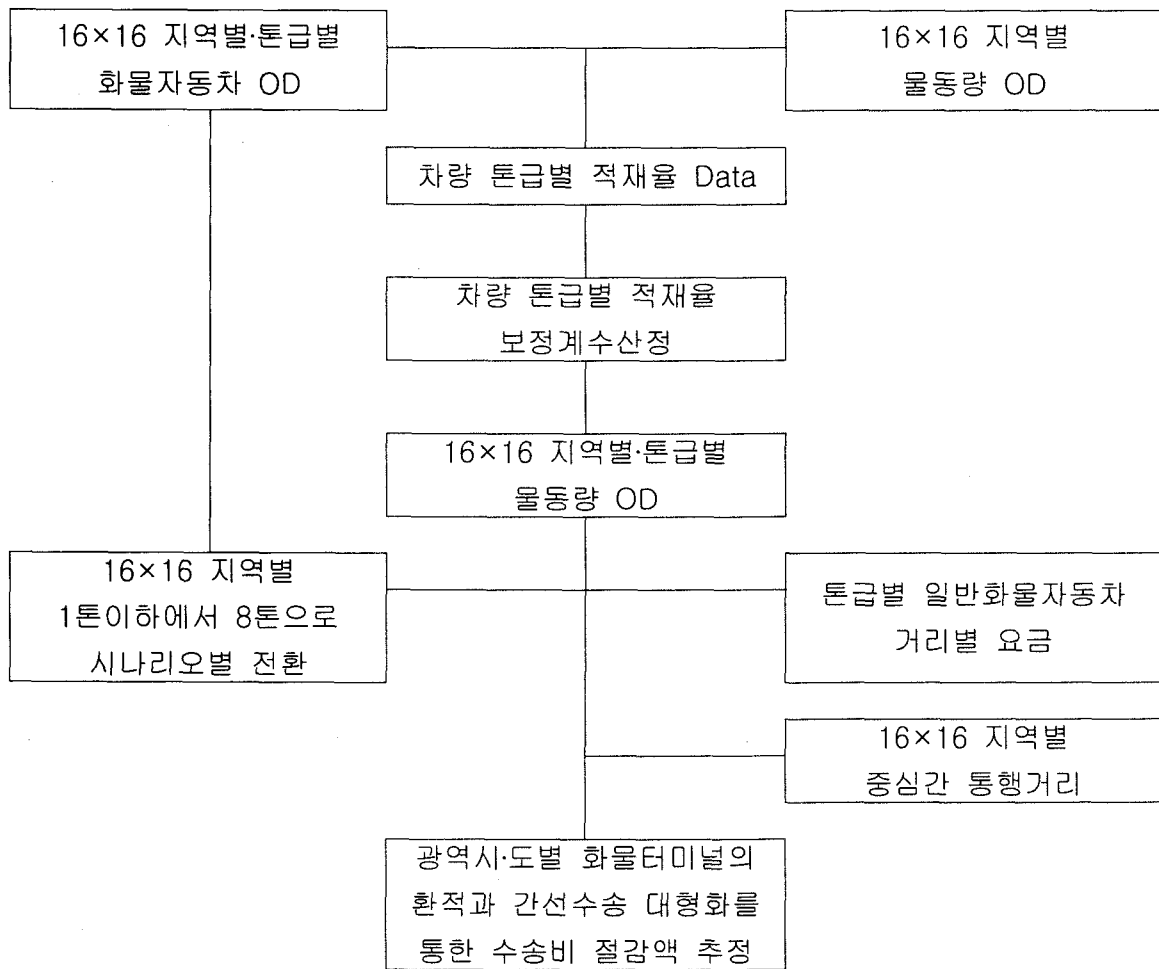 16×16 지역별·톤급별
화물자동차 OD
16×16 지역별
물동량 OD
차량 톤급별 적재율 Data
차량 톤급별 적재율
보정계수산정
16×16 지역별·톤급별
물동량 OD
16×16 지역별
1톤이하에서 8톤으로
시나리오별 전환
톤급별 일반화물자동차
거리별 요금
16×16 지역별
중심간 통행거리
광역시·도별 화물터미널의
환적과 간선수송 대형화를
통한 수송비 절감액 추정